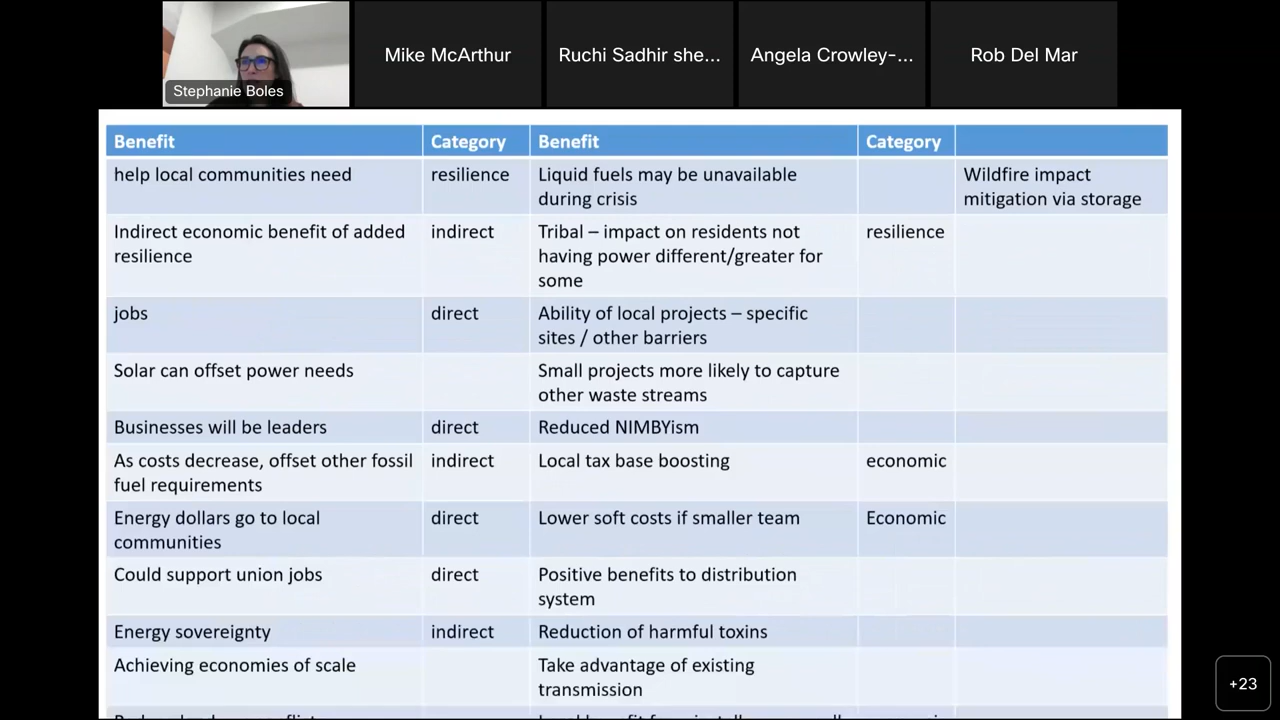 Stephanie Boles
Mike McArthur
Ruchi Sadhir she...
Angela Crowley-...
Rob Del Mar
Benefit Category Benefit Category
help local communities need resilience Liquid fuels may be unavailable Wildfire impact
during crisis mitigation via storage
Indirect economic benefit of added indirect Tribal – impact on residents not resilience
resilience having power different/greater for
some
jobs direct Ability of local projects – specific
sites / other barriers
Solar can offset power needs Small projects more likely to capture
other waste streams
Businesses will be leaders direct Reduced NIMBYism
As costs decrease, offset other fossil indirect Local tax base boosting economic
fuel requirements
Energy dollars go to local direct Lower soft costs if smaller team Economic
communities
Could support union jobs direct Positive benefits to distribution
system
Energy sovereignty indirect Reduction of harmful toxins
Achieving economies of scale Take advantage of existing
transmission
+23